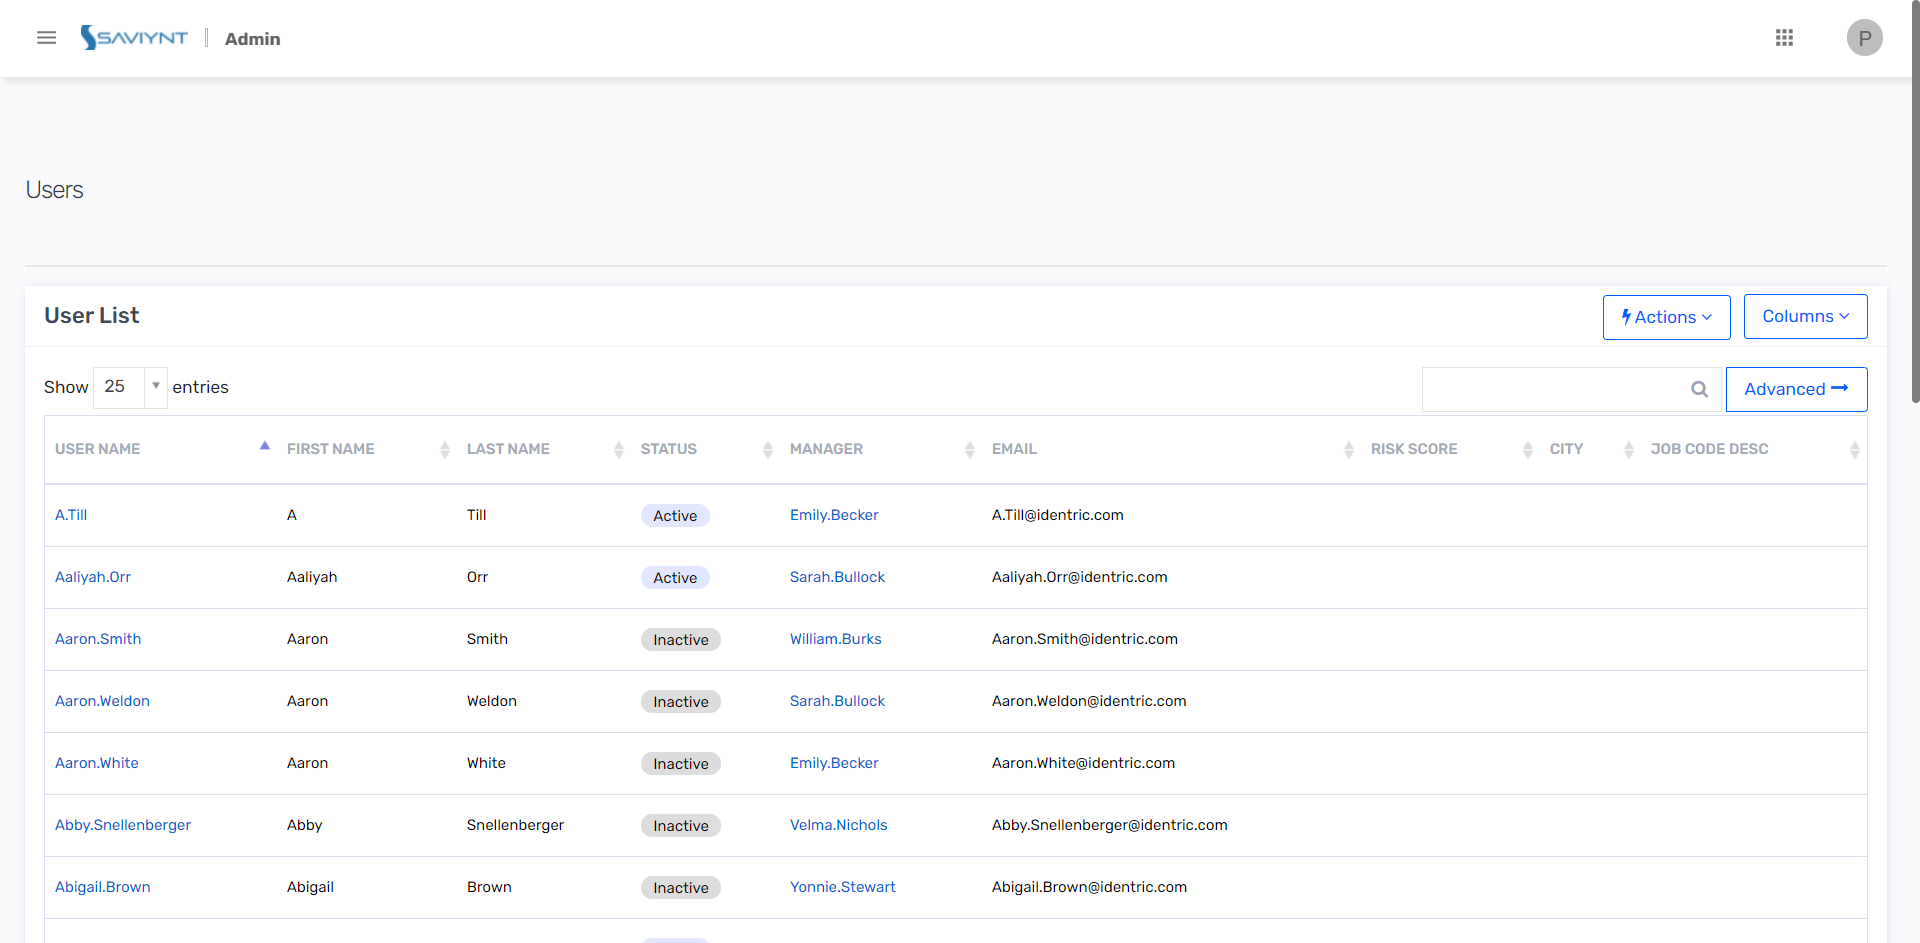 SAVIYNT Admin P
Users
User List Actions Columns
Show 25 entries Advanced
USER NAME FIRST NAME LAST NAME STATUS MANAGER EMAIL RISK SCORE CITY JOB CODE DESC
A.Till A Till Active Emily.Becker A.Till@identric.com
Aaliyah.Orr Aaliyah Orr Active Sarah.Bullock Aaliyah.Orr@identric.com
Aaron.Smith Aaron Smith Inactive William.Burks Aaron.Smith@identric.com
Aaron.Weldon Aaron Weldon Inactive Sarah.Bullock Aaron.Weldon@identric.com
Aaron.White Aaron White Inactive Emily.Becker Aaron.White@identric.com
Abby.Snellenberger Abby Snellenberger Inactive Velma.Nichols Abby.Snellenberger@identric.com
Abigail.Brown Abigail Brown Inactive Yonnie.Stewart Abigail.Brown@identric.com